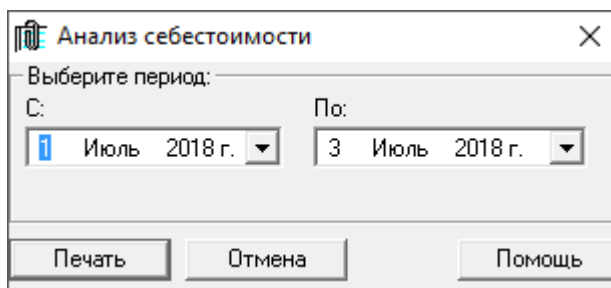 Анализ себестоимости
Выберите период:
С: По:
1 Июль 2018 г. 3 Июль 2018 г.
Печать Отмена Помощь